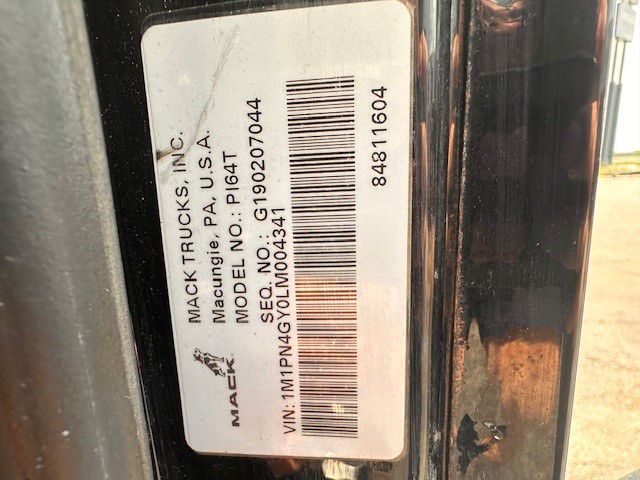 MACK TRUCKS, INC.
Macungie, PA, U.S.A.
MODEL NO.: PI64T
SEQ. NO.: G190207044
MACK
VIN: 1M1PN4GY0LM004341
84811604